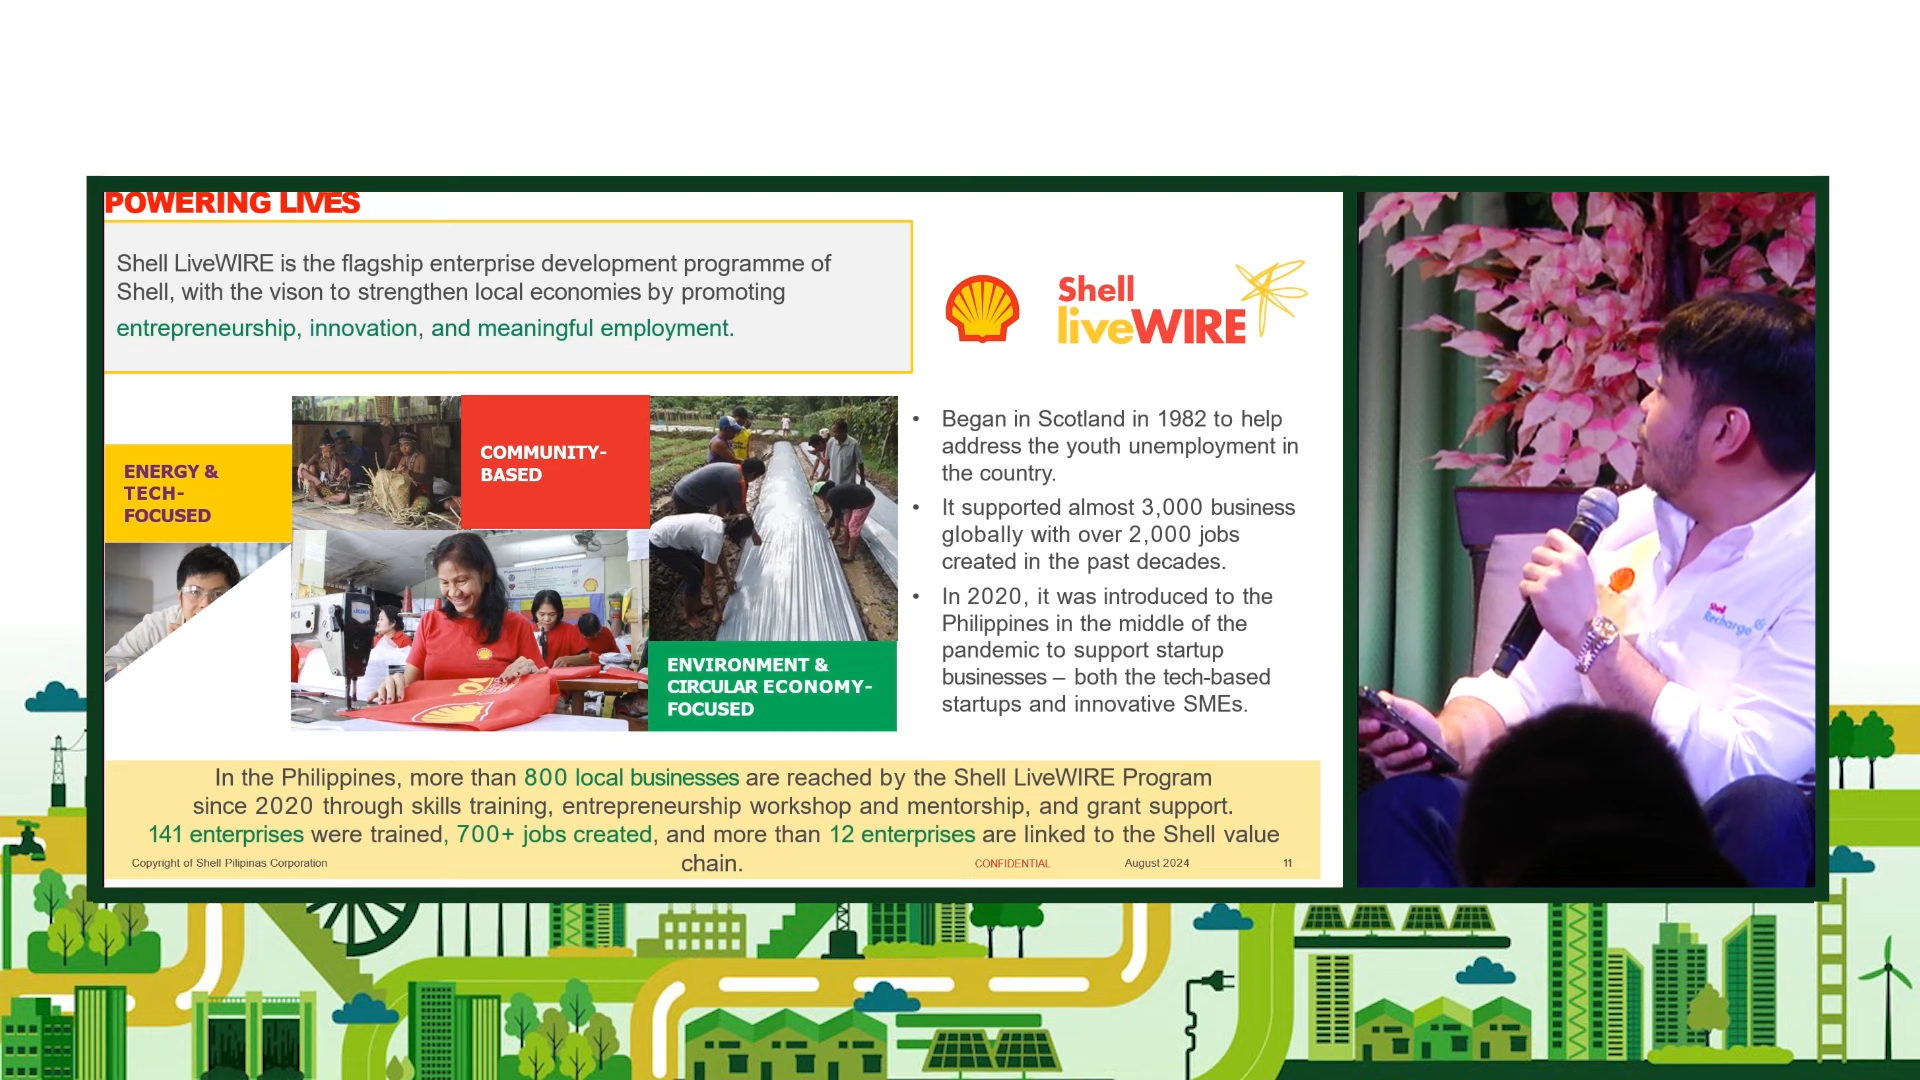 POWERING LIVES
Shell LiveWIRE is the flagship enterprise development programme of
Shell, with the vison to strengthen local economies by promoting
entrepreneurship, innovation, and meaningful employment.
Shell
liveWIRE
ENERGY &
TECH-
FOCUSED
COMMUNITY-
BASED
ENVIRONMENT &
CIRCULAR ECONOMY-
FOCUSED
• Began in Scotland in 1982 to help
address the youth unemployment in
the country.
• It supported almost 3,000 business
globally with over 2,000 jobs
created in the past decades.
• In 2020, it was introduced to the
Philippines in the middle of the
pandemic to support startup
businesses – both the tech-based
startups and innovative SMEs.
In the Philippines, more than 800 local businesses are reached by the Shell LiveWIRE Program
since 2020 through skills training, entrepreneurship workshop and mentorship, and grant support.
141 enterprises were trained, 700+ jobs created, and more than 12 enterprises are linked to the Shell value
chain.
Copyright of Shell Pilipinas Corporation
CONFIDENTIAL
August 2024
11
Shell
Recharge